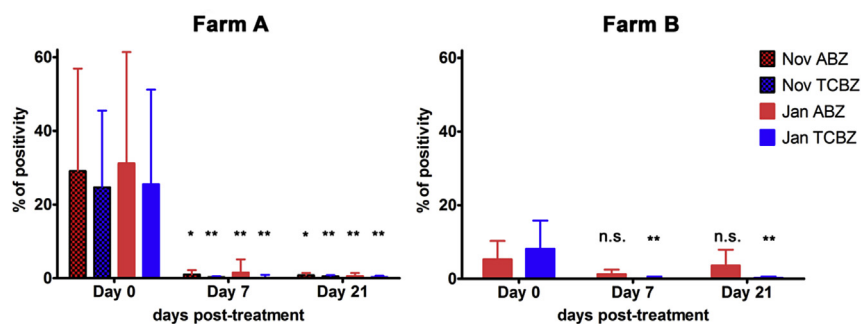 Farm A
Farm B
% of positivity
60
40
20
0
* ** ** ** * ** ** **
Day 0 Day 7 Day 21
days post-treatment
% of positivity
60
40
20
0
n.s. ** n.s. **
Day 0 Day 7 Day 21
days post-treatment
Nov ABZ
Nov TCBZ
Jan ABZ
Jan TCBZ